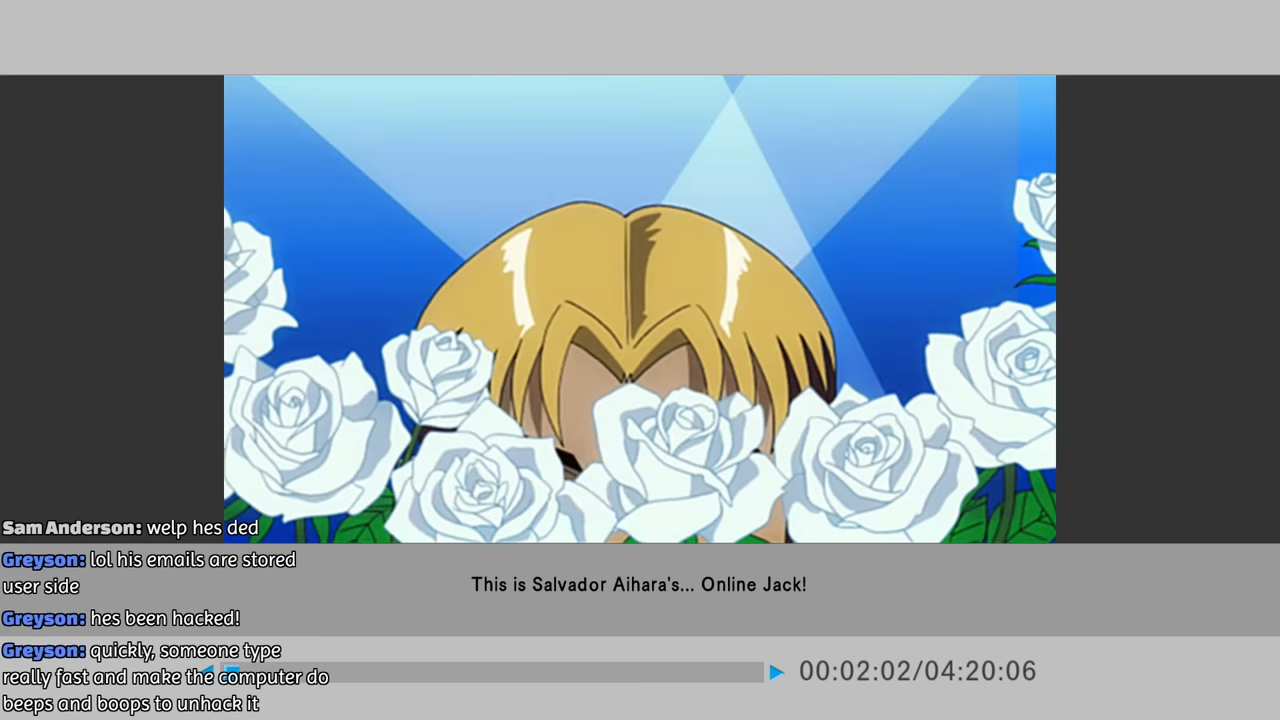 Sam Anderson: welp hes ded
Greyson: lol his emails are stored
user side
This is Salvador Aihara's... Online Jack!
Greyson: hes been hacked!
Greyson: quickly, someone type
really fast and make the computer do
beeps and boops to unhack it
00:02:02/04:20:06